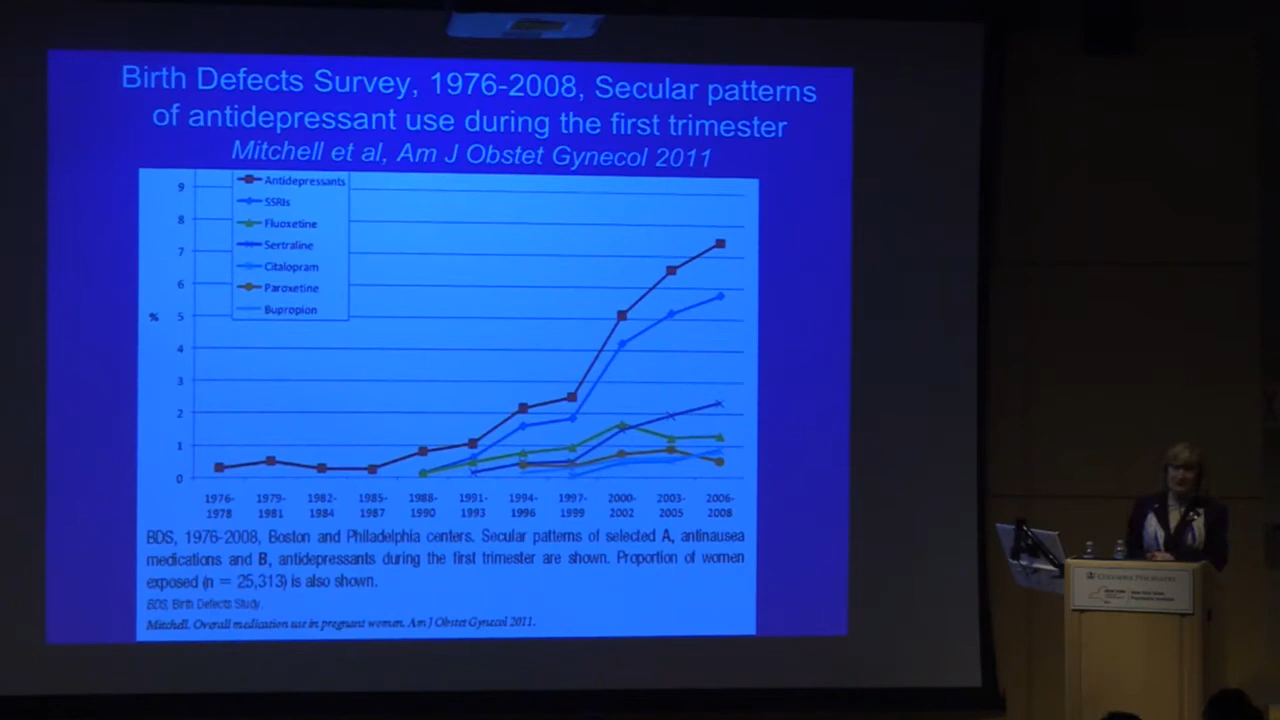 Birth Defects Survey, 1976-2008, Secular patterns
of antidepressant use during the first trimester
Mitchell et al, Am J Obstet Gynecol 2011
Antidepressants
SSRIs
Fluoxetine
Sertraline
Citalopram
Paroxetine
Bupropion
%
9
8
7
6
5
4
3
2
1
0
1976-
1978
1979-
1981
1982-
1984
1985-
1987
1988-
1990
1991-
1993
1994-
1996
1997-
1999
2000-
2002
2003-
2005
2006-
2008
BDS, 1976-2008, Boston and Philadelphia centers. Secular patterns of selected A, antinausea
medications and B, antidepressants during the first trimester are shown. Proportion of women
exposed (n = 25,313) is also shown.
BDS, Birth Defects Study.
Mitchell. Overall medication use in pregnant women. Am J Obstet Gynecol 2011.
COLUMBIA PSYCHIATRY